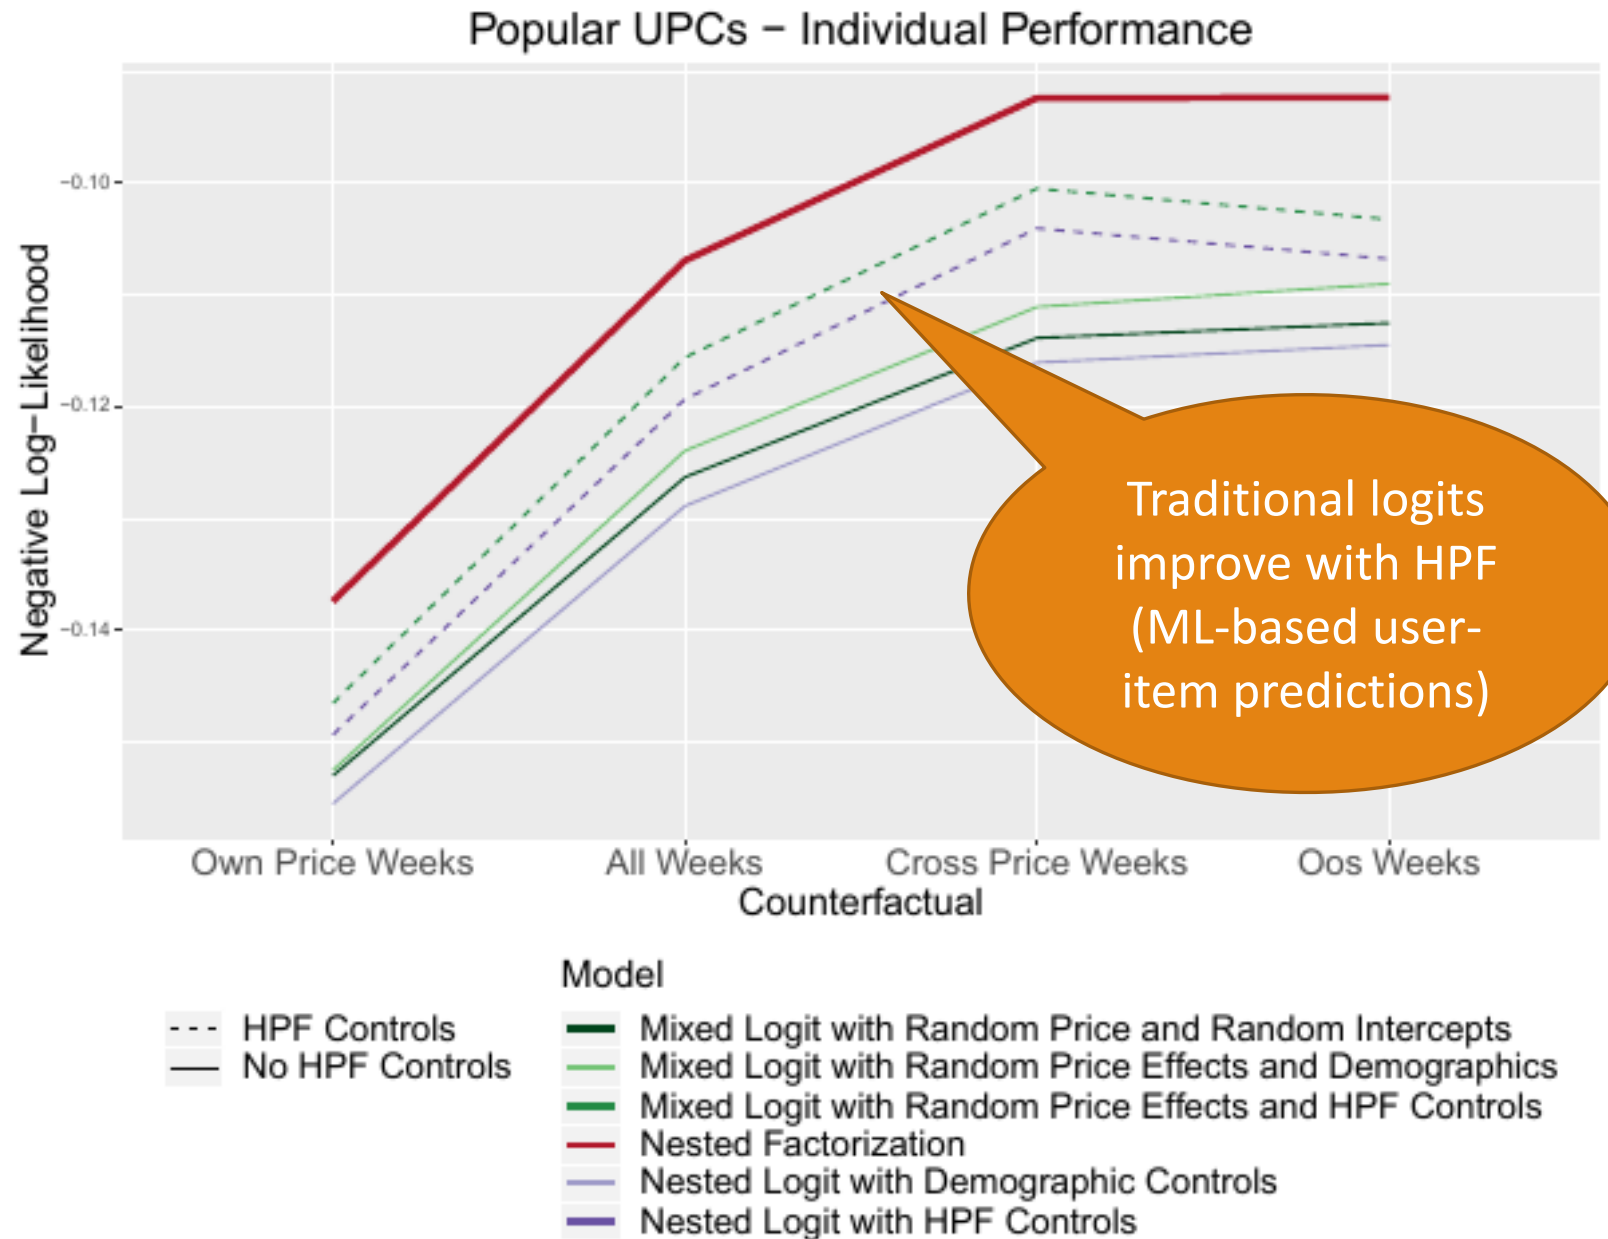 Popular UPCs − Individual Performance
Negative Log−Likelihood
−0.10
−0.12
−0.14
Traditional logits
improve with HPF
(ML-based user-
item predictions)
Own Price Weeks
All Weeks
Cross Price Weeks
Oos Weeks
Counterfactual
HPF Controls
No HPF Controls
Model
Mixed Logit with Random Price and Random Intercepts
Mixed Logit with Random Price Effects and Demographics
Mixed Logit with Random Price Effects and HPF Controls
Nested Factorization
Nested Logit with Demographic Controls
Nested Logit with HPF Controls